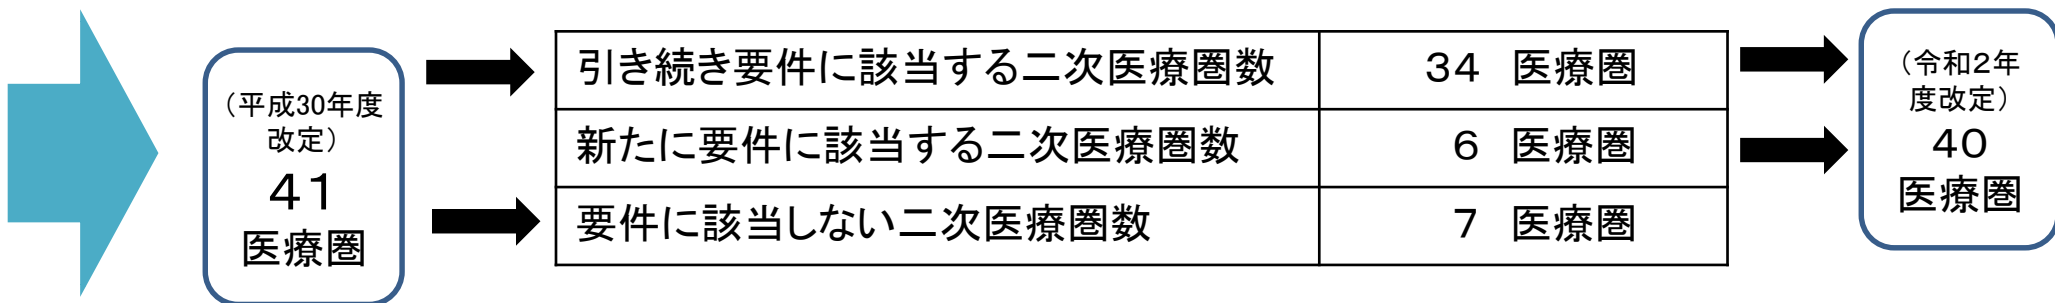 (平成30年度
改定)
41
医療圏
引き続き要件に該当する二次医療圏数 34 医療圏
新たに要件に該当する二次医療圏数 6 医療圏
要件に該当しない二次医療圏数 7 医療圏
(令和2年
度改定)
40
医療圏